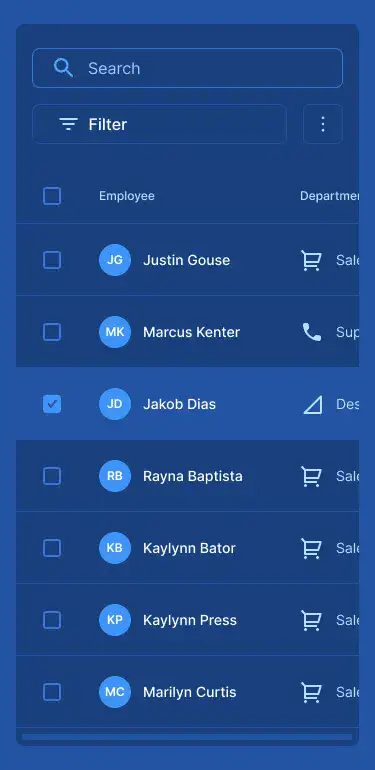 Search
Filter
Employee Departmen
JG Justin Gouse Sale
MK Marcus Kenter Sup
JD Jakob Dias Des
RB Rayna Baptista Sale
KB Kaylynn Bator Sale
KP Kaylynn Press Sale
MC Marilyn Curtis Sale